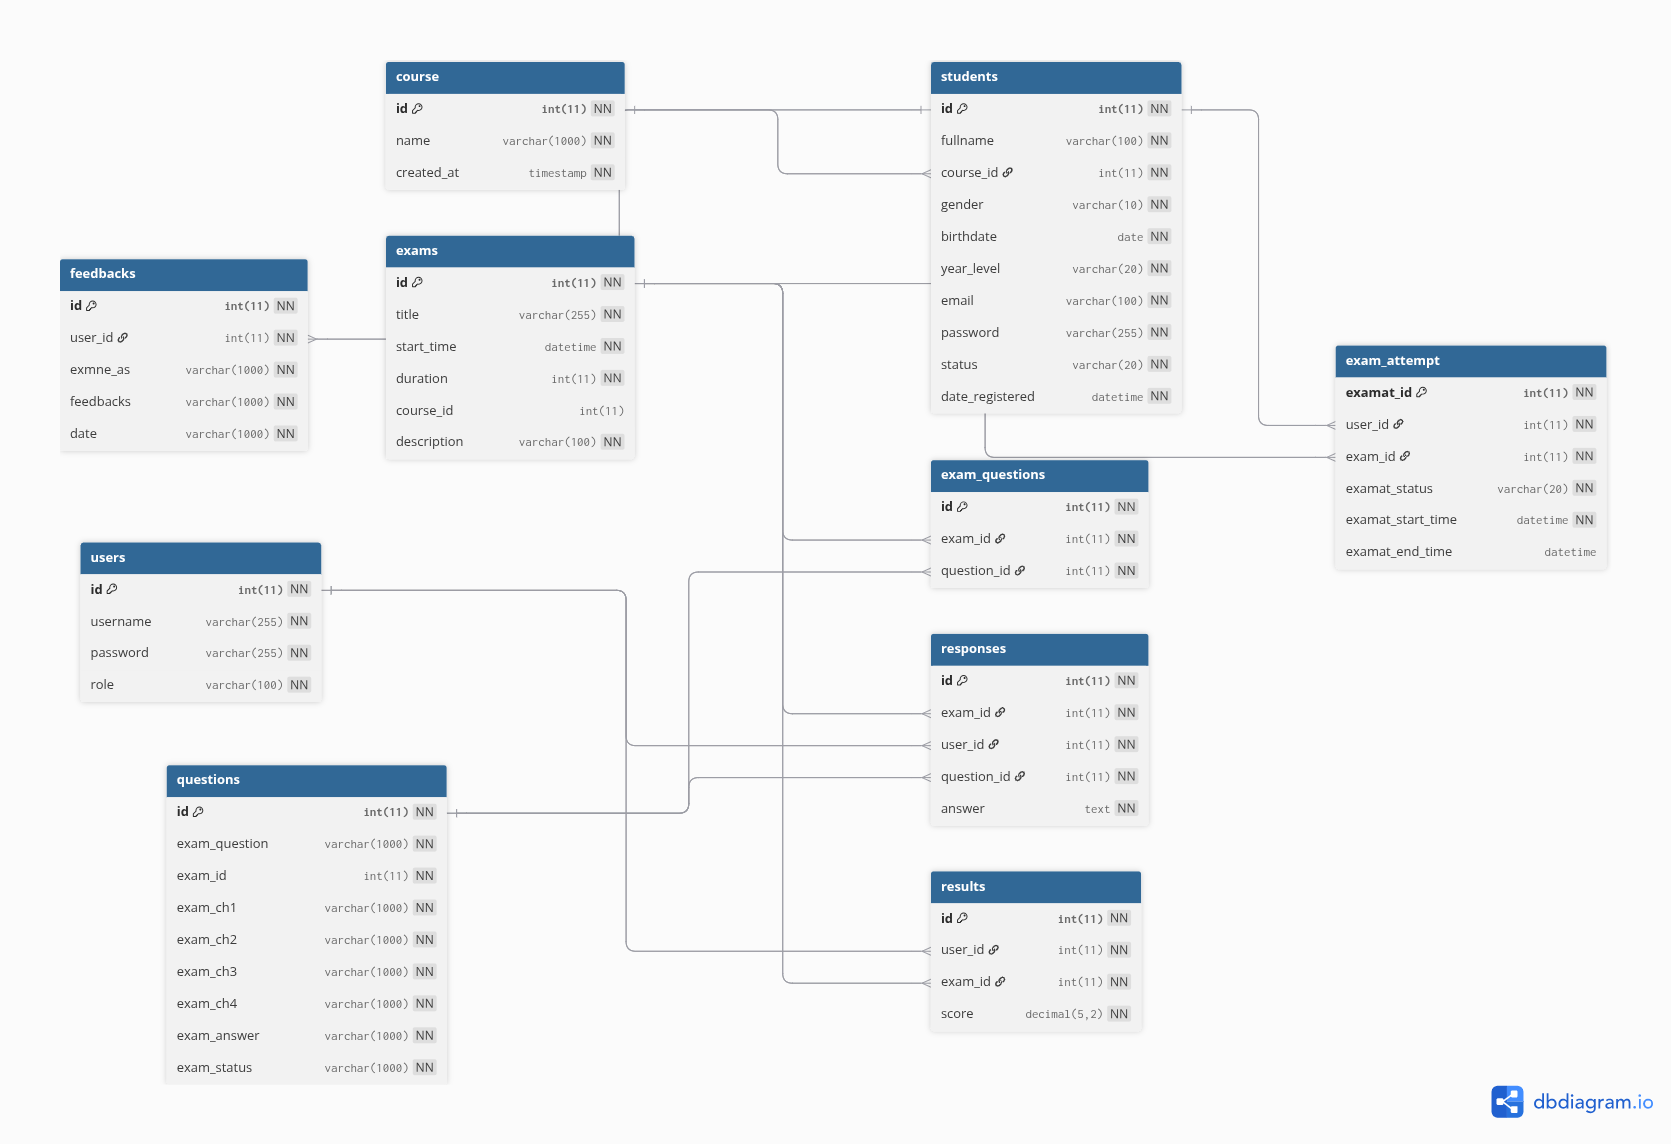 course
id int(11) NN
name varchar(1000) NN
created_at timestamp NN
students
id int(11) NN
fullname varchar(100) NN
course_id int(11) NN
gender varchar(10) NN
birthdate date NN
year_level varchar(20) NN
email varchar(100) NN
password varchar(255) NN
status varchar(20) NN
date_registered datetime NN
feedbacks
id int(11) NN
user_id int(11) NN
exmne_as varchar(1000) NN
feedbacks varchar(1000) NN
date varchar(1000) NN
exams
id int(11) NN
title varchar(255) NN
start_time datetime NN
duration int(11) NN
course_id int(11)
description varchar(100) NN
exam_attempt
examat_id int(11) NN
user_id int(11) NN
exam_id int(11) NN
examat_status varchar(20) NN
examat_start_time datetime NN
examat_end_time datetime
exam_questions
id int(11) NN
exam_id int(11) NN
question_id int(11) NN
users
id int(11) NN
username varchar(255) NN
password varchar(255) NN
role varchar(100) NN
responses
id int(11) NN
exam_id int(11) NN
user_id int(11) NN
question_id int(11) NN
answer text NN
questions
id int(11) NN
exam_question varchar(1000) NN
exam_id int(11) NN
exam_ch1 varchar(1000) NN
exam_ch2 varchar(1000) NN
exam_ch3 varchar(1000) NN
exam_ch4 varchar(1000) NN
exam_answer varchar(1000) NN
exam_status varchar(1000) NN
results
id int(11) NN
user_id int(11) NN
exam_id int(11) NN
score decimal(5,2) NN
dbdiagram.io